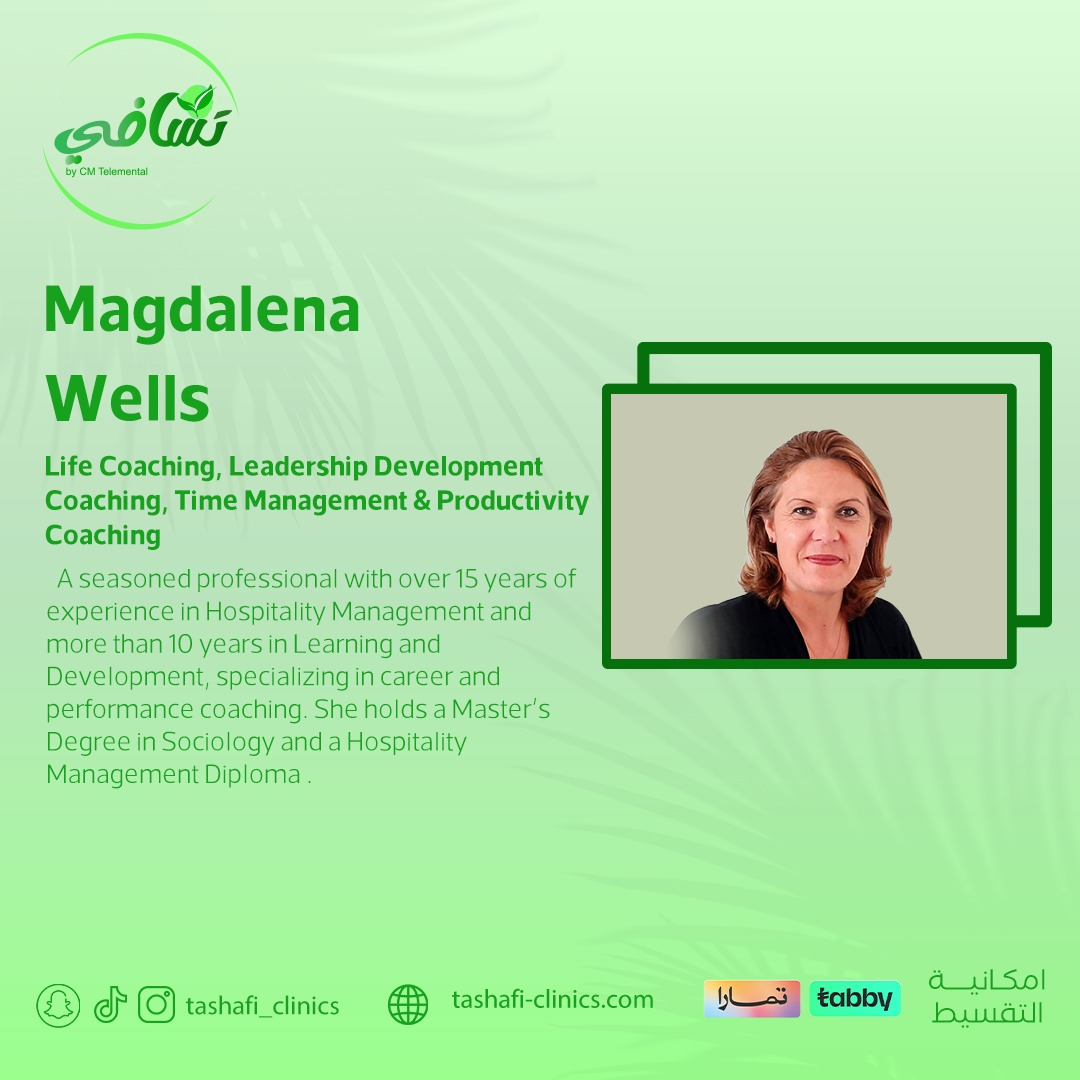 تشافي
by CM Telemental
Magdalena
Wells
Life Coaching, Leadership Development
Coaching, Time Management & Productivity
Coaching
A seasoned professional with over 15 years of
experience in Hospitality Management and
more than 10 years in Learning and
Development, specializing in career and
performance coaching. She holds a Master’s
Degree in Sociology and a Hospitality
Management Diploma .
tashafi_clinics
tashafi-clinics.com
تمارا
tabby
امكانيـــة
التقسيط